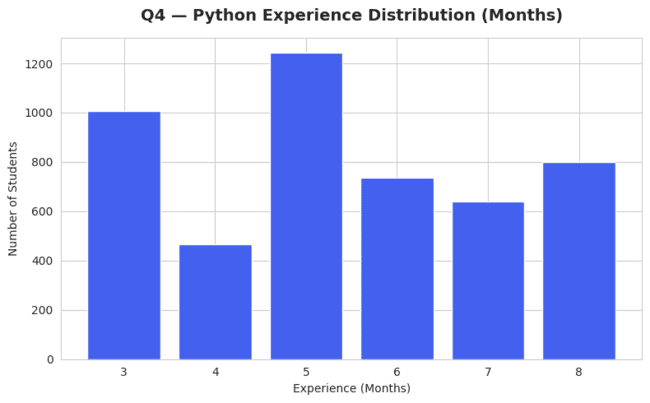 Q4 — Python Experience Distribution (Months)
Number of Students
1200
1000
800
600
400
200
0
3 4 5 6 7 8
Experience (Months)